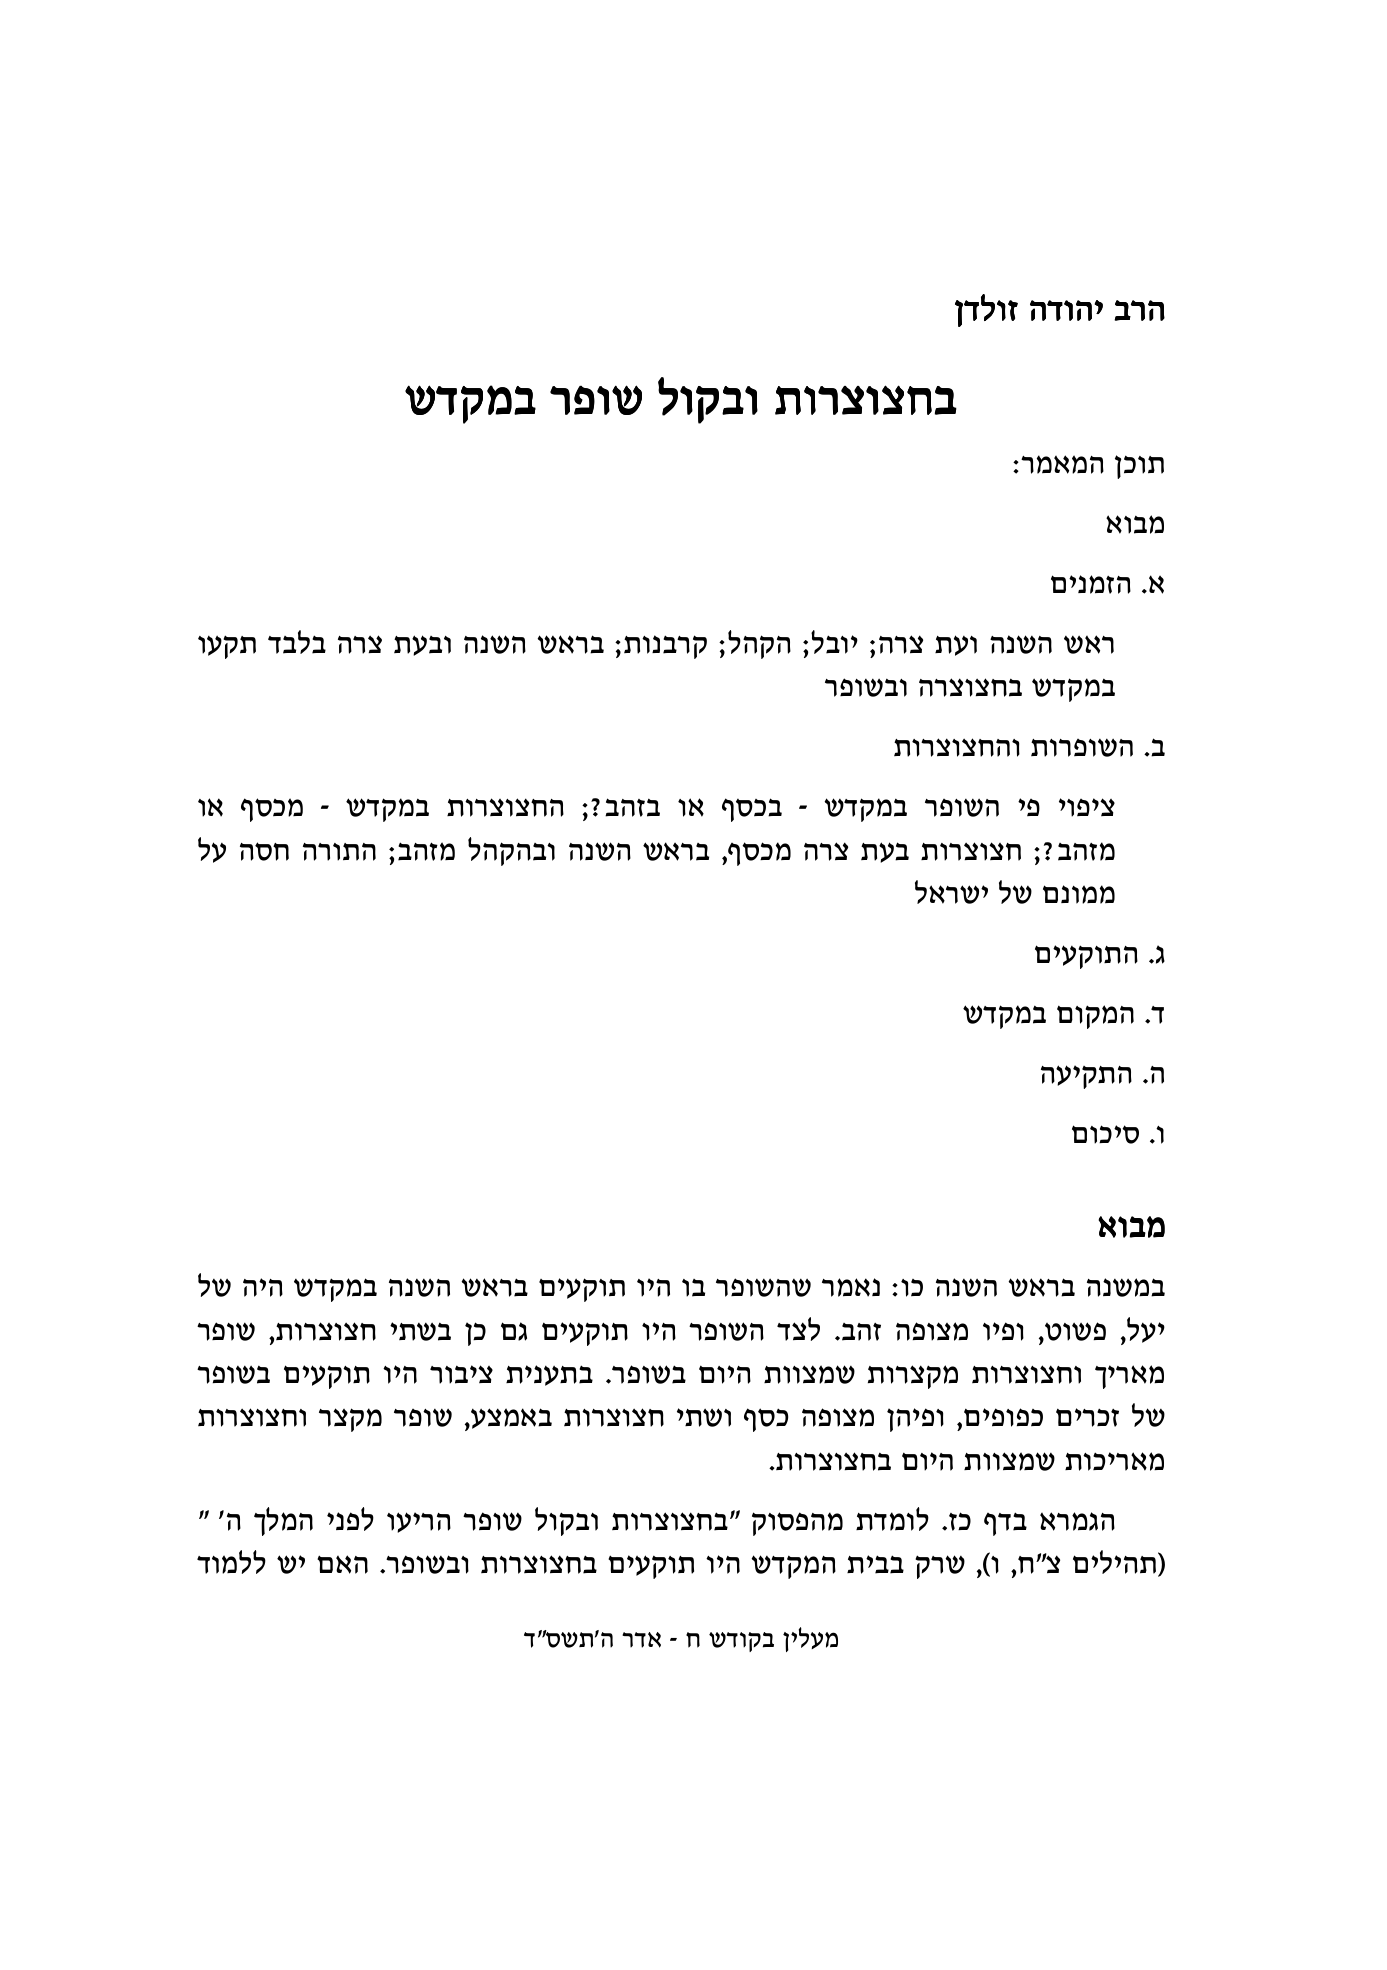 הרב יהודה זולדן
בחצוצרות ובקול שופר במקדש
תוכן המאמר:
מבוא
א. הזמנים
ראש השנה ועת צרה; יובל; הקהל; קרבנות; בראש השנה ובעת צרה בלבד תקעו
במקדש בחצוצרה ובשופר
ב. השופרות והחצוצרות
ציפוי פי השופר במקדש - בכסף או בזהב?; החצוצרות במקדש - מכסף או
מזהב?; חצוצרות בעת צרה מכסף, בראש השנה ובהקהל מזהב; התורה חסה על
ממונם של ישראל
ג. התוקעים
ד. המקום במקדש
ה. התקיעה
ו. סיכום
מבוא
במשנה בראש השנה כו: נאמר שהשופר בו היו תוקעים בראש השנה במקדש היה של
יעל, פשוט, ופיו מצופה זהב. לצד השופר היו תוקעים גם כן בשתי חצוצרות, שופר
מאריך וחצוצרות מקצרות שמצוות היום בשופר. בתענית ציבור היו תוקעים בשופר
של זכרים כפופים, ופיהן מצופה כסף ושתי חצוצרות באמצע, שופר מקצר וחצוצרות
מאריכות שמצוות היום בחצוצרות.
הגמרא בדף כז. לומדת מהפסוק "בחצוצרות ובקול שופר הריעו לפני המלך ה' "
(תהילים צ"ח, ו), שרק בבית המקדש היו תוקעים בחצוצרות ובשופר. האם יש ללמוד
מעלין בקודש ח - אדר ה'תשס"ד